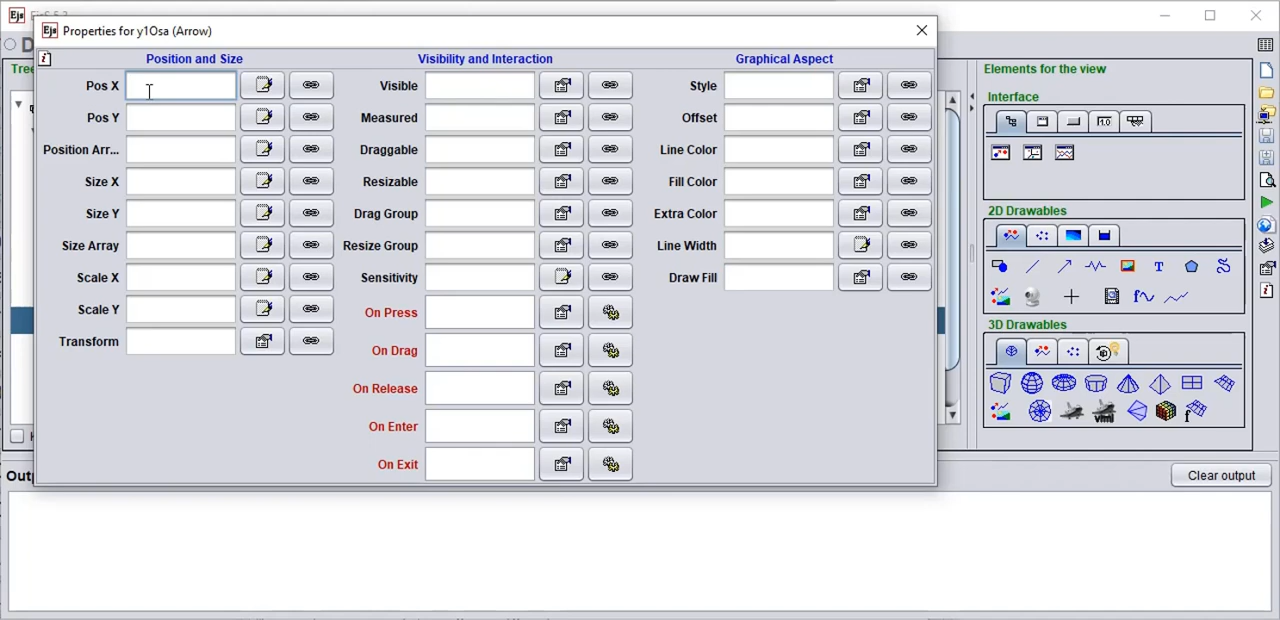 Properties for y1Osa (Arrow)
Position and Size
Visibility and Interaction
Graphical Aspect
Pos X
Pos Y
Position Arr...
Size X
Size Y
Size Array
Scale X
Scale Y
Transform
Visible
Measured
Draggable
Resizable
Drag Group
Resize Group
Sensitivity
On Press
On Drag
On Release
On Enter
On Exit
Style
Offset
Line Color
Fill Color
Extra Color
Line Width
Draw Fill
Tree
Elements for the view
Interface
2D Drawables
3D Drawables
Clear output